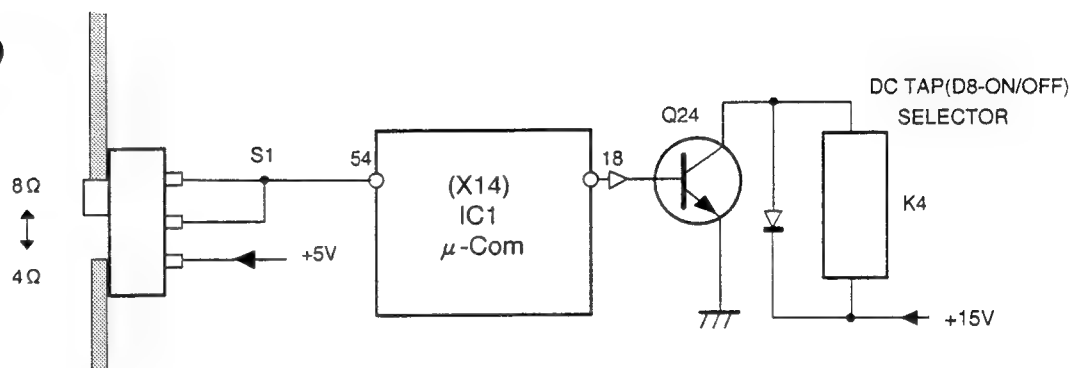 DC TAP(D8-ON/OFF)
SELECTOR
Q24
S1
54
18
8Ω
(X14)
IC1
μ-Com
K4
+5V
4Ω
+15V